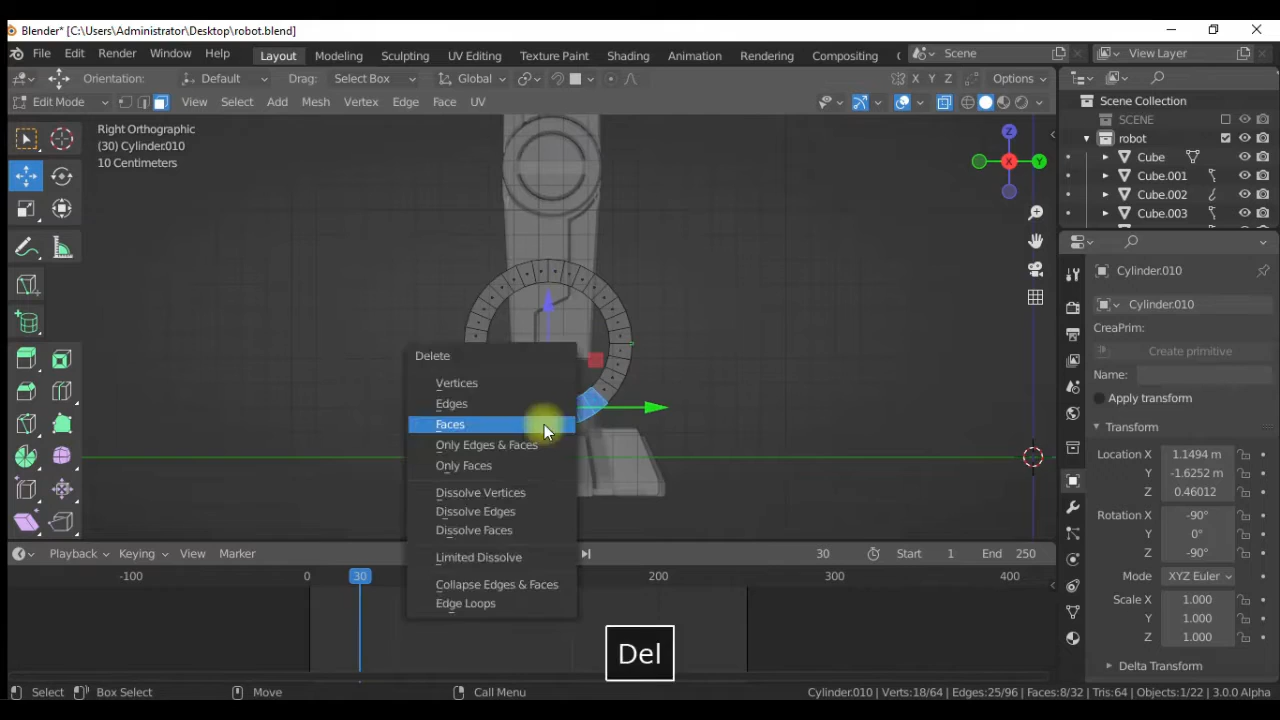 Blender* [C:\Users\Administrator\Desktop\robot.blend]
File Edit Render Window Help Layout Modeling Sculpting UV Editing Texture Paint Shading Animation Rendering Compositing Scene View Layer
Orientation: Default Drag: Select Box Global X Y Z Options
Edit Mode View Select Add Mesh Vertex Edge Face UV
Scene Collection
SCENE
robot
Cube
Cube.001
Cube.002
Cube.003
Right Orthographic
(30) Cylinder.010
10 Centimeters
Z
X
Y
Delete
Vertices
Edges
Faces
Only Edges & Faces
Only Faces
Dissolve Vertices
Dissolve Edges
Dissolve Faces
Limited Dissolve
Collapse Edges & Faces
Edge Loops
Cylinder.010
Cylinder.010
CreaPrim:
Create primitive
Name:
Apply transform
Transform
Location X 1.1494 m
Y -1.6252 m
Z 0.46012
Rotation X -90°
Y 0°
Z -90°
Mode XYZ Euler
Scale X 1.000
Y 1.000
Z 1.000
Delta Transform
Playback Keying View Marker 30 Start 1 End 250
-100 0 30 200 300 400
Del
Select Box Select Move Call Menu Cylinder.010 | Verts:18/64 | Edges:25/96 | Faces:8/32 | Tris:64 | Objects:1/22 | 3.0.0 Alpha